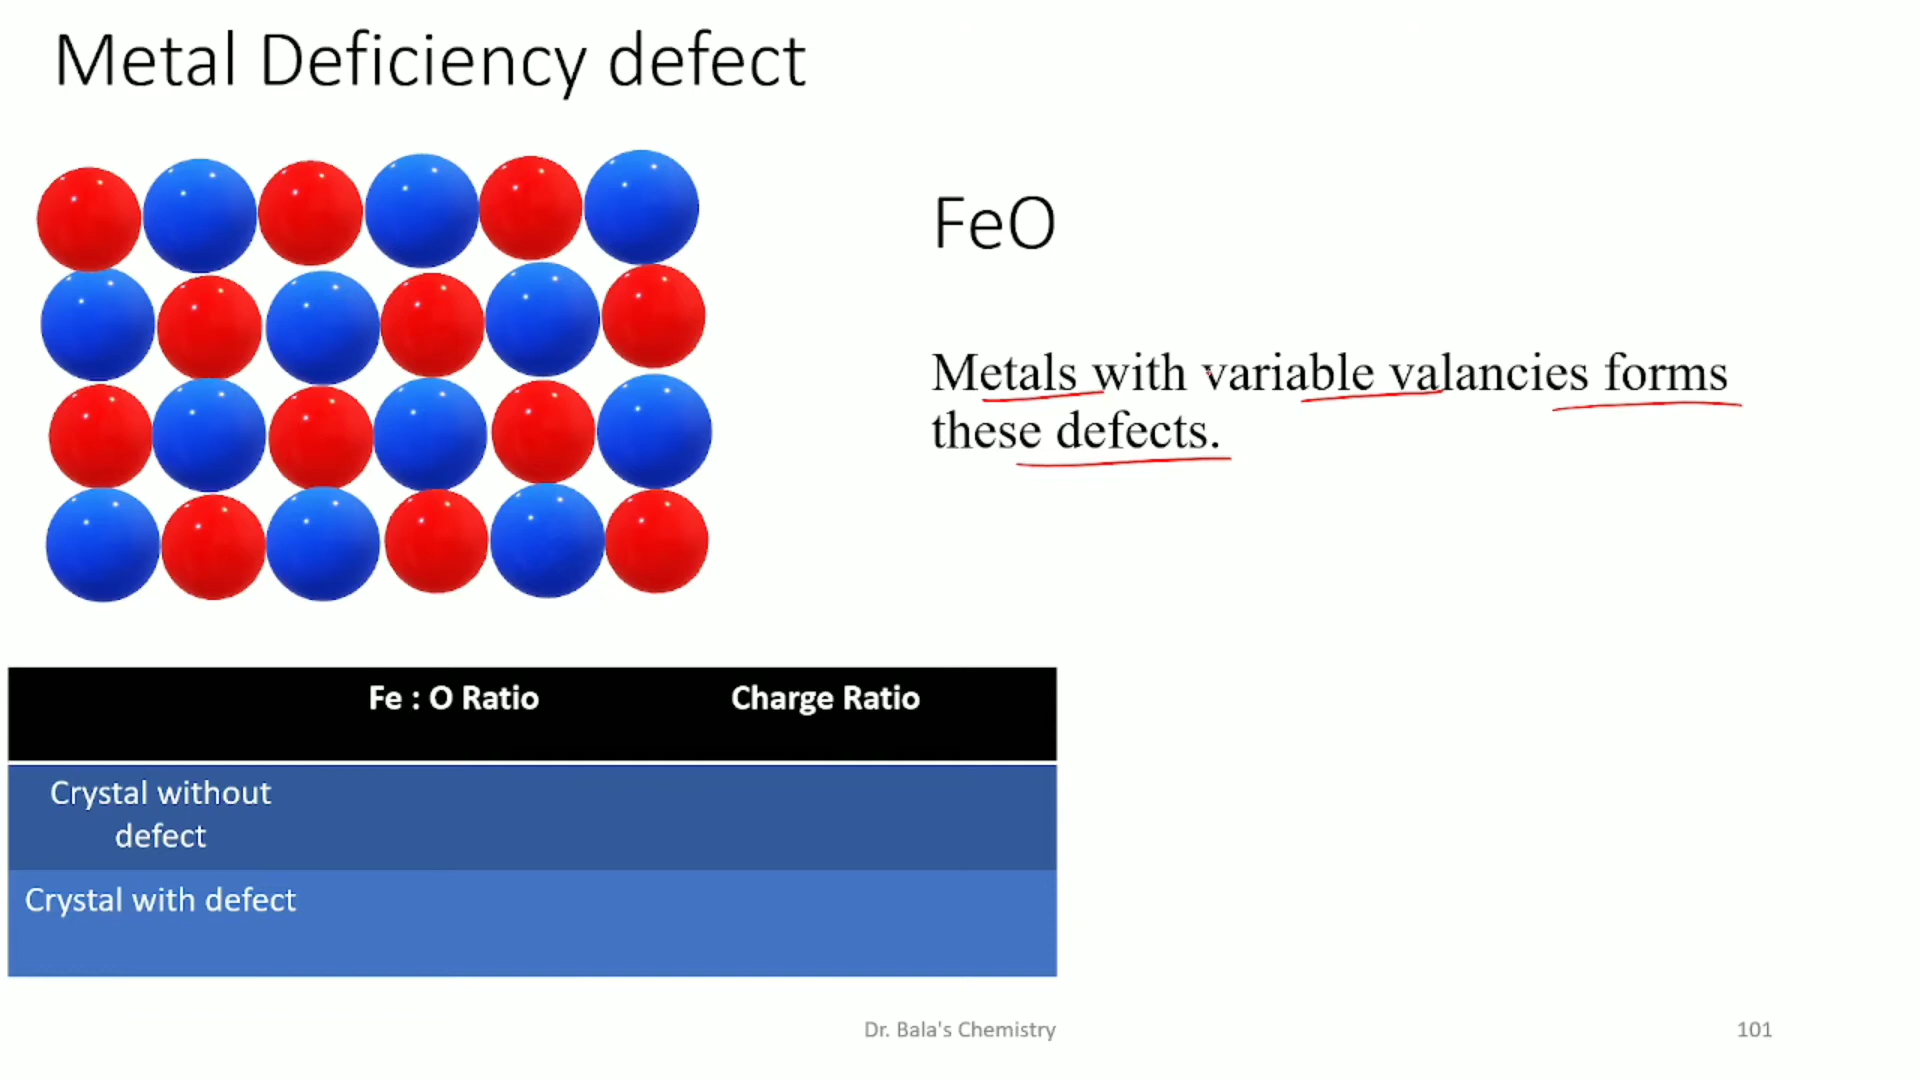 Metal Deficiency defect
FeO
Metals with variable valancies forms
these defects.
Fe : O Ratio
Charge Ratio
Crystal without
defect
Crystal with defect
Dr. Bala's Chemistry
101